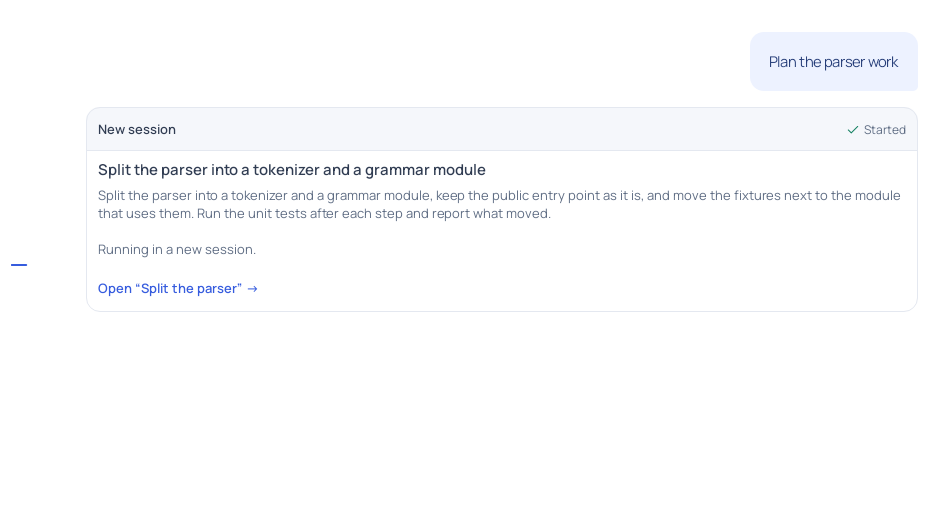 Plan the parser work
New session
Started
Split the parser into a tokenizer and a grammar module
Split the parser into a tokenizer and a grammar module, keep the public entry point as it is, and move the fixtures next to the module
that uses them. Run the unit tests after each step and report what moved.
Running in a new session.
Open “Split the parser” →